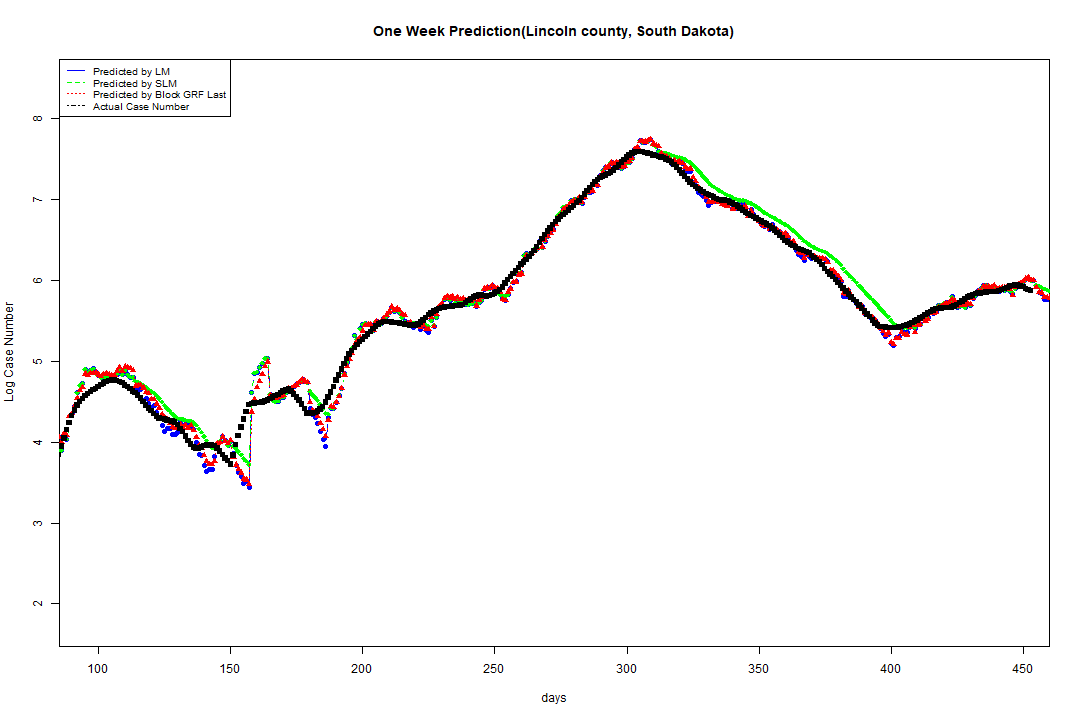 One Week Prediction(Lincoln county, South Dakota)
Predicted by LM
Predicted by SLM
Predicted by Block GRF Last
Actual Case Number
Log Case Number
8
7
6
5
4
3
2
100 150 200 250 300 350 400 450
days